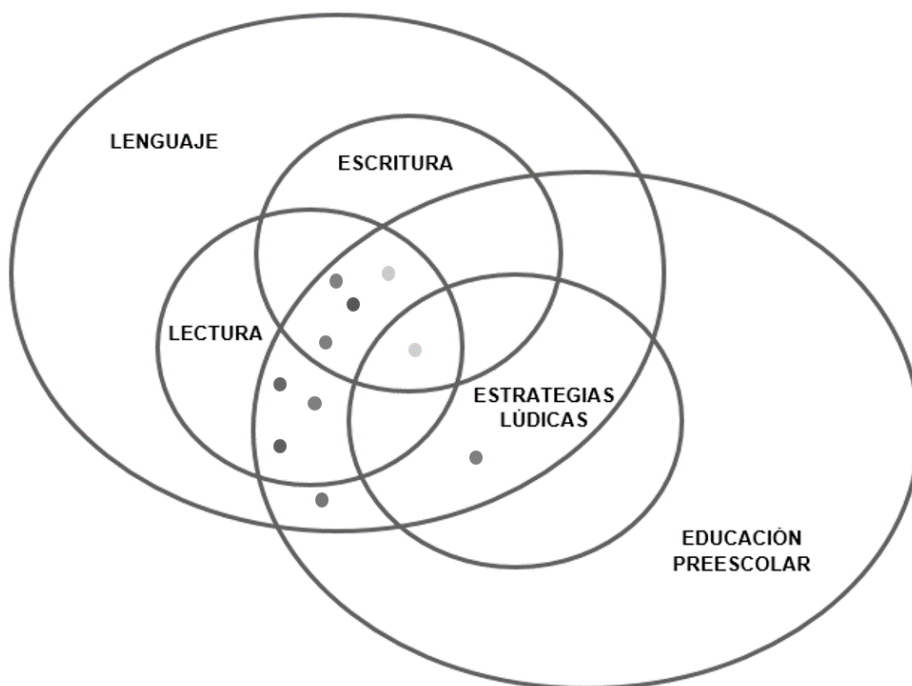 LENGUAJE
ESCRITURA
LECTURA
ESTRATEGIAS
LÚDICAS
EDUCACIÓN
PREESCOLAR